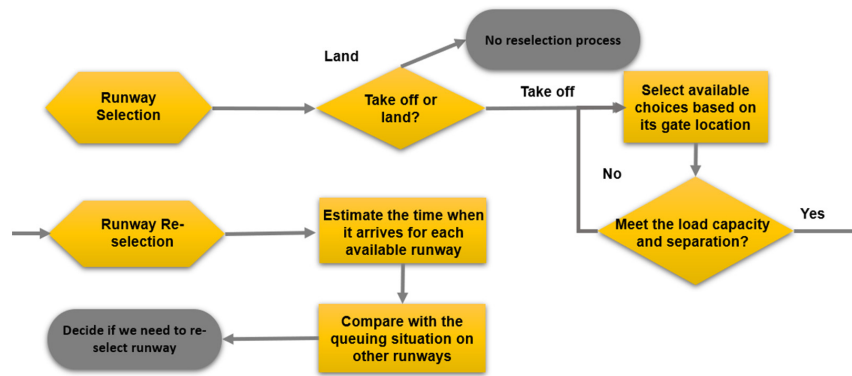 No reselection process
Land
Runway
Selection
Take off or
land?
Take off
Select available
choices based on
its gate location
No
Meet the load capacity
and separation?
Yes
Runway Re-
selection
Estimate the time when
it arrives for each
available runway
Compare with the
queuing situation on
other runways
Decide if we need to re-
select runway